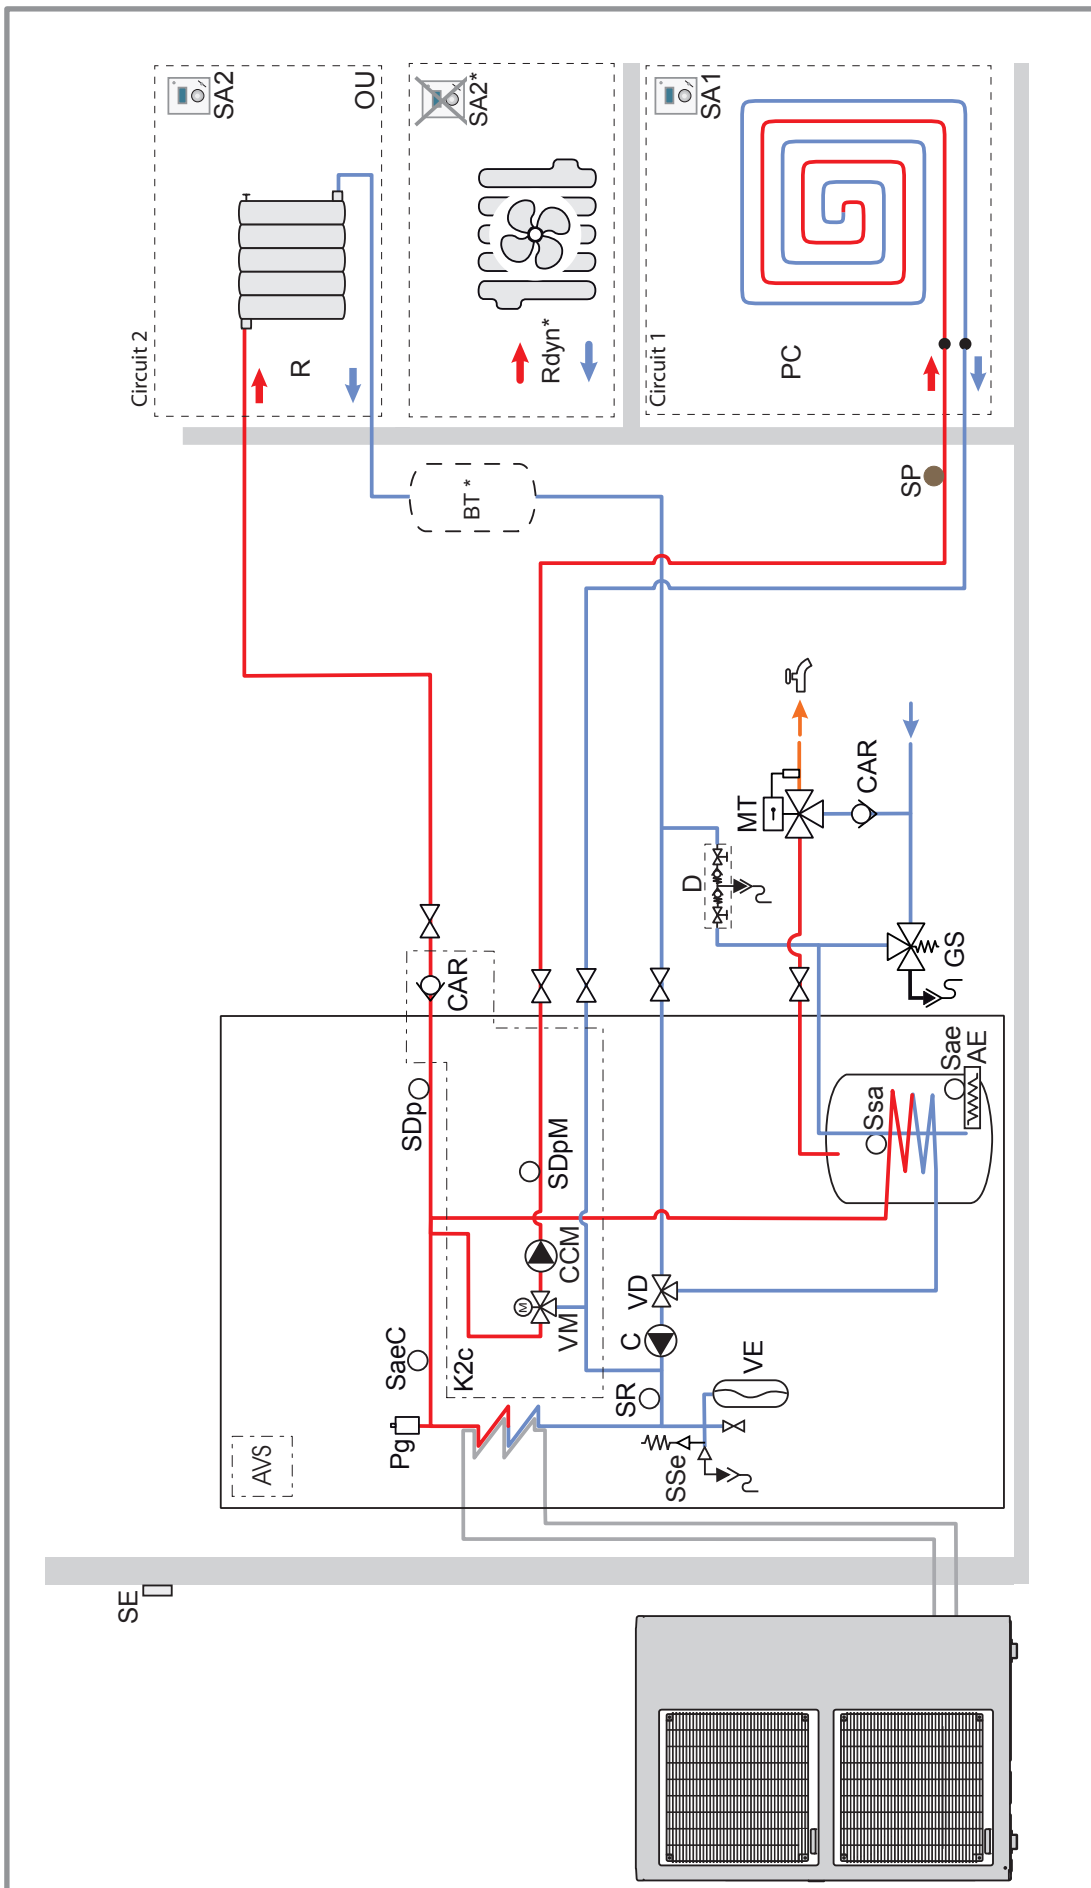 SE
AVS
Pg
SaeC
SDp
CAR
K2c
VM
CCM
SDpM
SSe
SR
C
VD
VE
M
Ssa
Sae
AE
D
MT
CAR
GS
BT *
SP
Circuit 2
R
SA2
OU
Rdyn*
SA2*
Circuit 1
PC
SA1